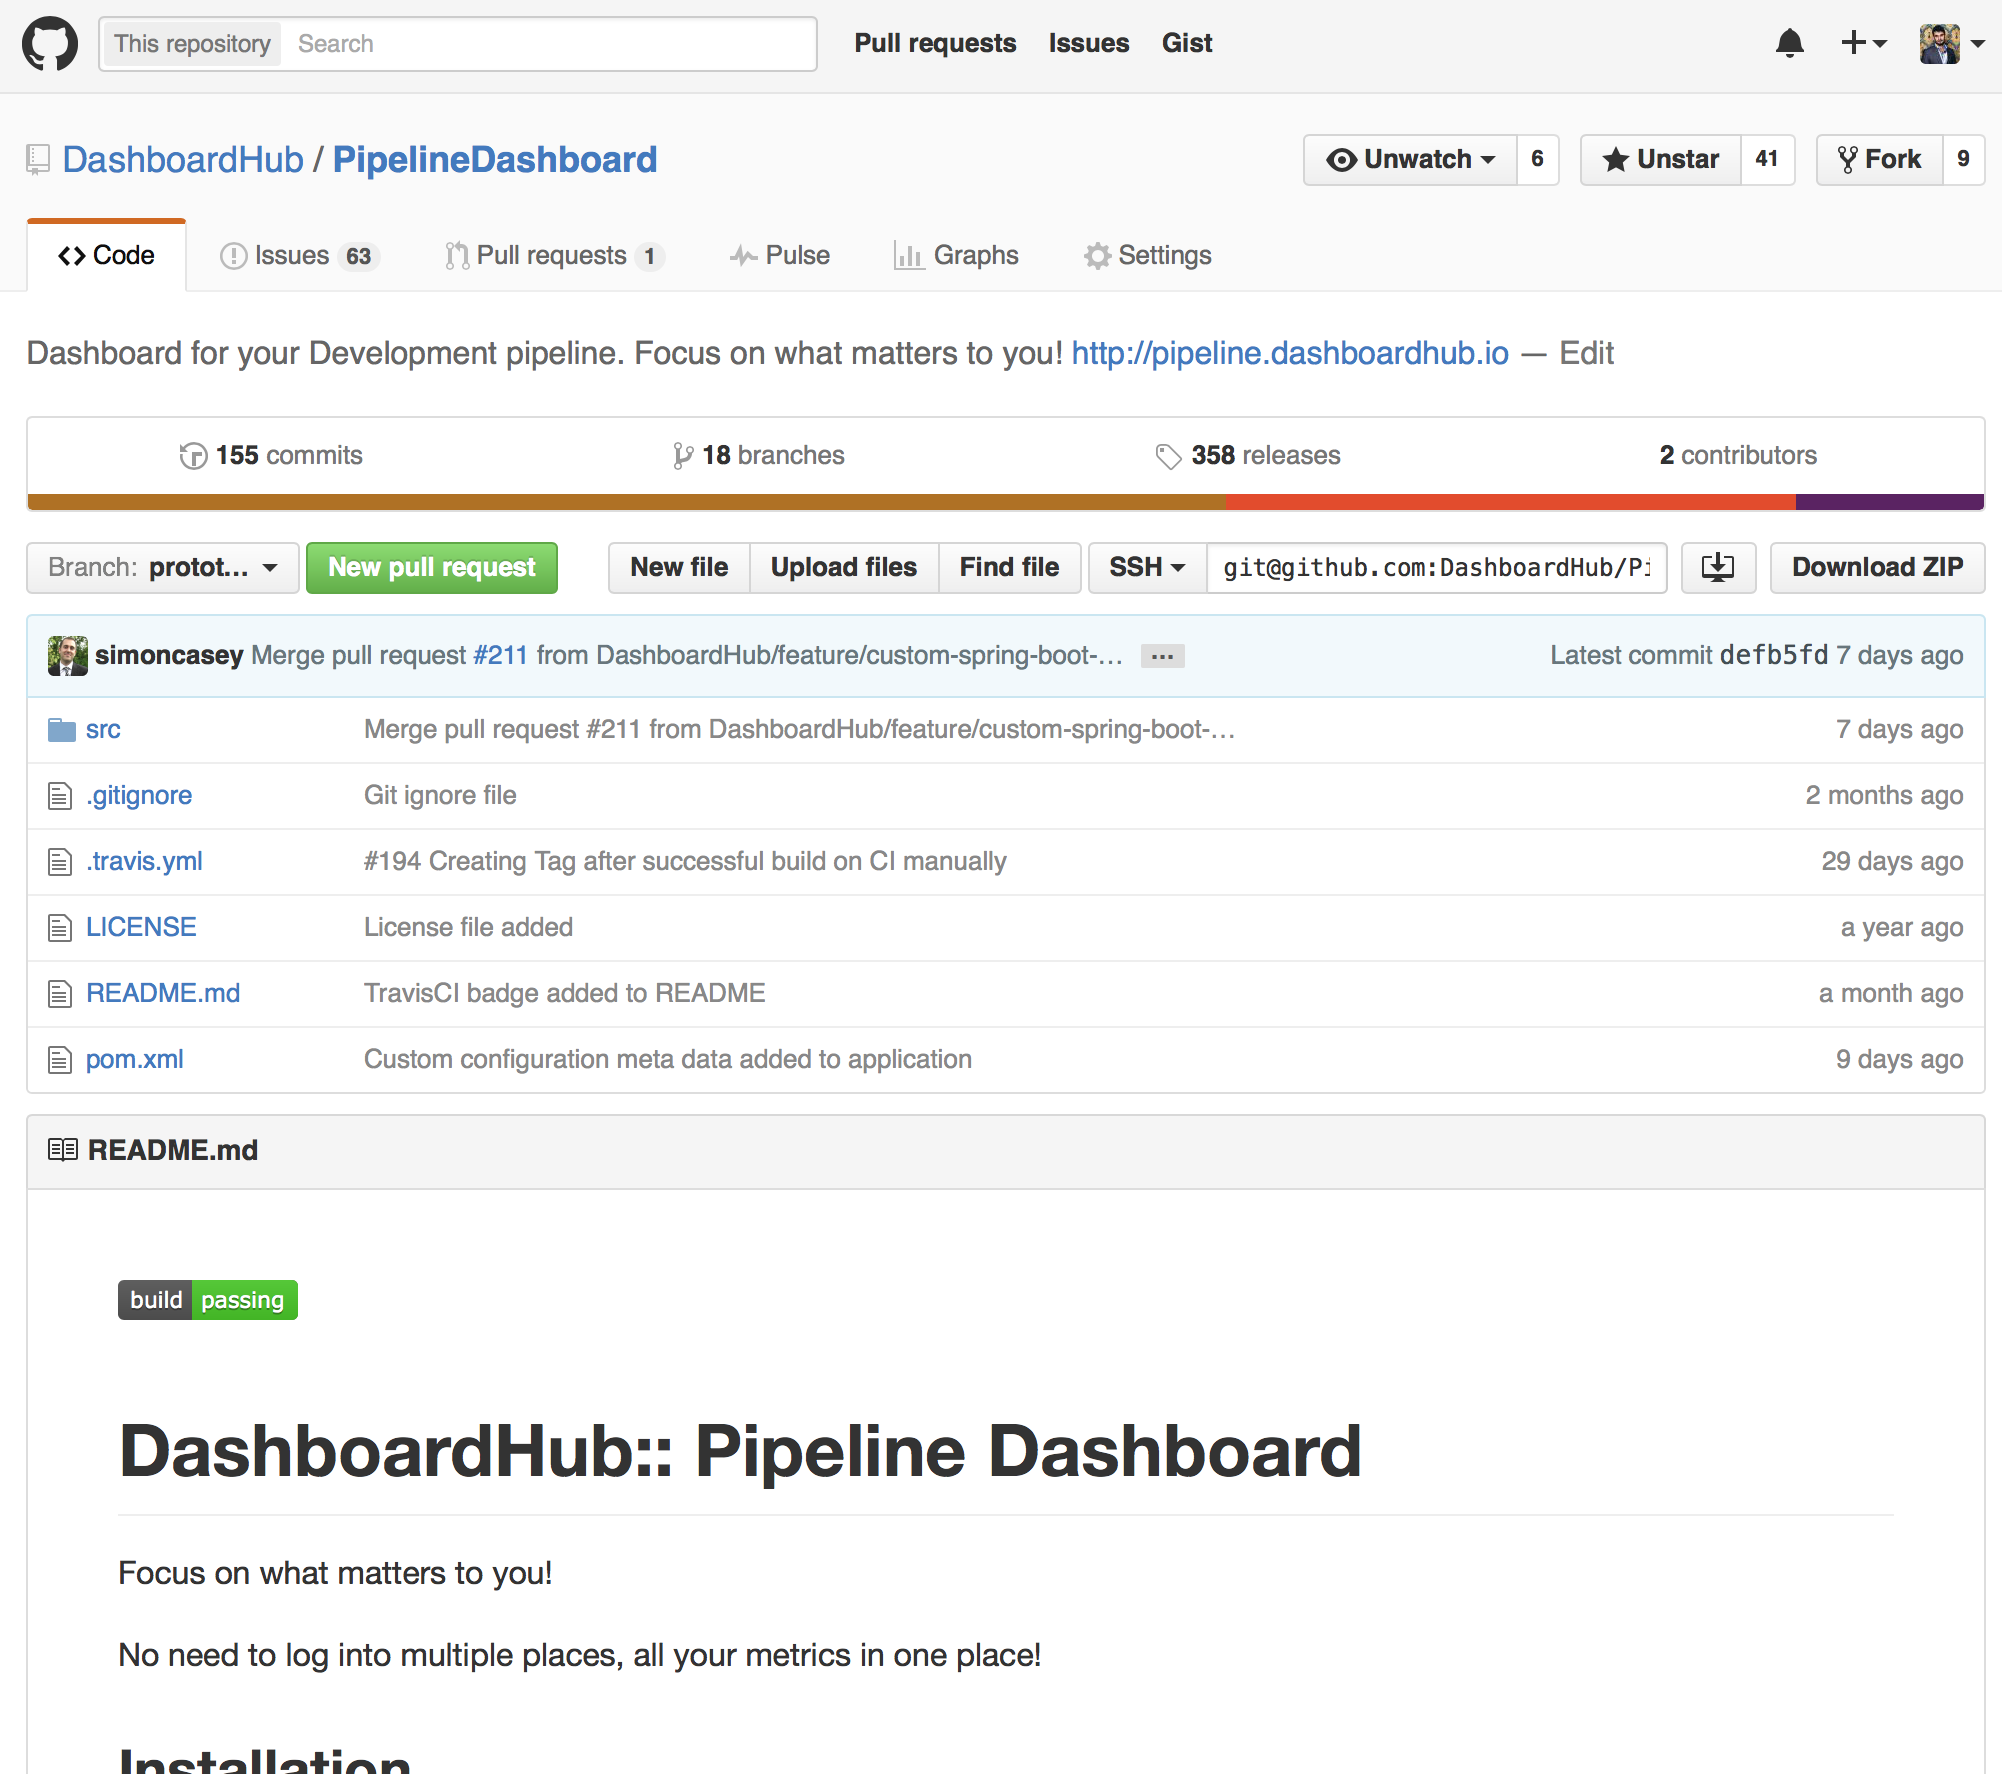 This repository Search Pull requests Issues Gist
DashboardHub / PipelineDashboard Unwatch 6 Unstar 41 Fork 9
Code Issues 63 Pull requests 1 Pulse Graphs Settings
Dashboard for your Development pipeline. Focus on what matters to you! http://pipeline.dashboardhub.io — Edit
155 commits 18 branches 358 releases 2 contributors
Branch: protot... New pull request New file Upload files Find file SSH git@github.com:DashboardHub/Pi Download ZIP
simoncasey Merge pull request #211 from DashboardHub/feature/custom-spring-boot-... ... Latest commit defb5fd 7 days ago
src Merge pull request #211 from DashboardHub/feature/custom-spring-boot-... 7 days ago
.gitignore Git ignore file 2 months ago
.travis.yml #194 Creating Tag after successful build on CI manually 29 days ago
LICENSE License file added a year ago
README.md TravisCI badge added to README a month ago
pom.xml Custom configuration meta data added to application 9 days ago
README.md
build passing
DashboardHub:: Pipeline Dashboard
Focus on what matters to you!
No need to log into multiple places, all your metrics in one place!
Installation